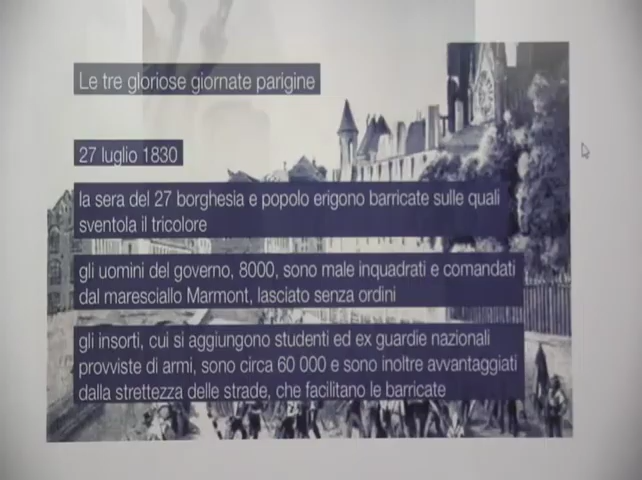 Le tre gloriose giornate parigine
27 luglio 1830
la sera del 27 borghesia e popolo erigono barricate sulle quali
sventola il tricolore
gli uomini del governo, 8000, sono male inquadrati e comandati
dal maresciallo Marmont, lasciato senza ordini
gli insorti, cui si aggiungono studenti ed ex guardie nazionali
provviste di armi, sono circa 60 000 e sono inoltre avvantaggiati
dalla strettezza delle strade, che facilitano le barricate